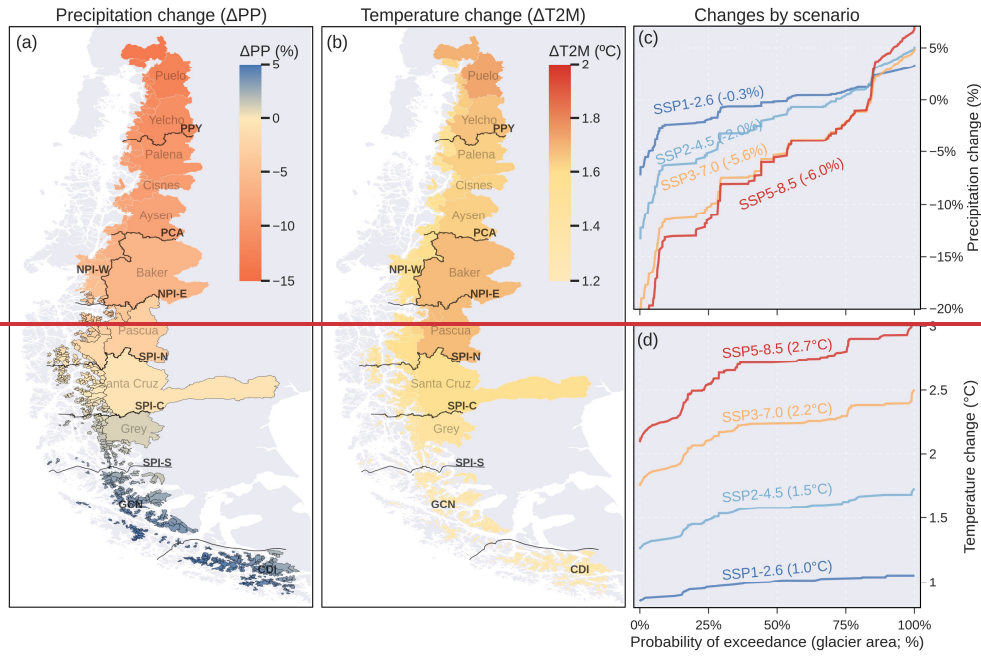 Precipitation change (ΔPP)
Temperature change (ΔT2M)
Changes by scenario
(a)
ΔPP (%)
5
0
−5
−10
−15
Puelo
Yelcho
PPY
Palena
Cisnes
Aysen
PCA
NPI-W
Baker
NPI-E
Pascua
SPI-N
Santa Cruz
SPI-C
Grey
SPI-S
GCN
CDI
(b)
ΔT2M (ºC)
2
1.8
1.6
1.4
1.2
Puelo
Yelcho
PPY
Palena
Cisnes
Aysen
PCA
NPI-W
Baker
NPI-E
Pascua
SPI-N
Santa Cruz
SPI-C
Grey
SPI-S
GCN
CDI
(c)
SSP1-2.6 (-0.3%)
SSP2-4.5 (-2.0%)
SSP3-7.0 (-5.6%)
SSP5-8.5 (-6.0%)
5%
0%
−5%
−10%
−15%
−20%
Precipitation change (%)
(d)
SSP5-8.5 (2.7°C)
SSP3-7.0 (2.2°C)
SSP2-4.5 (1.5°C)
SSP1-2.6 (1.0°C)
3
2.5
2
1.5
1
Temperature change (°C)
0%
25%
50%
75%
100%
Probability of exceedance (glacier area; %)